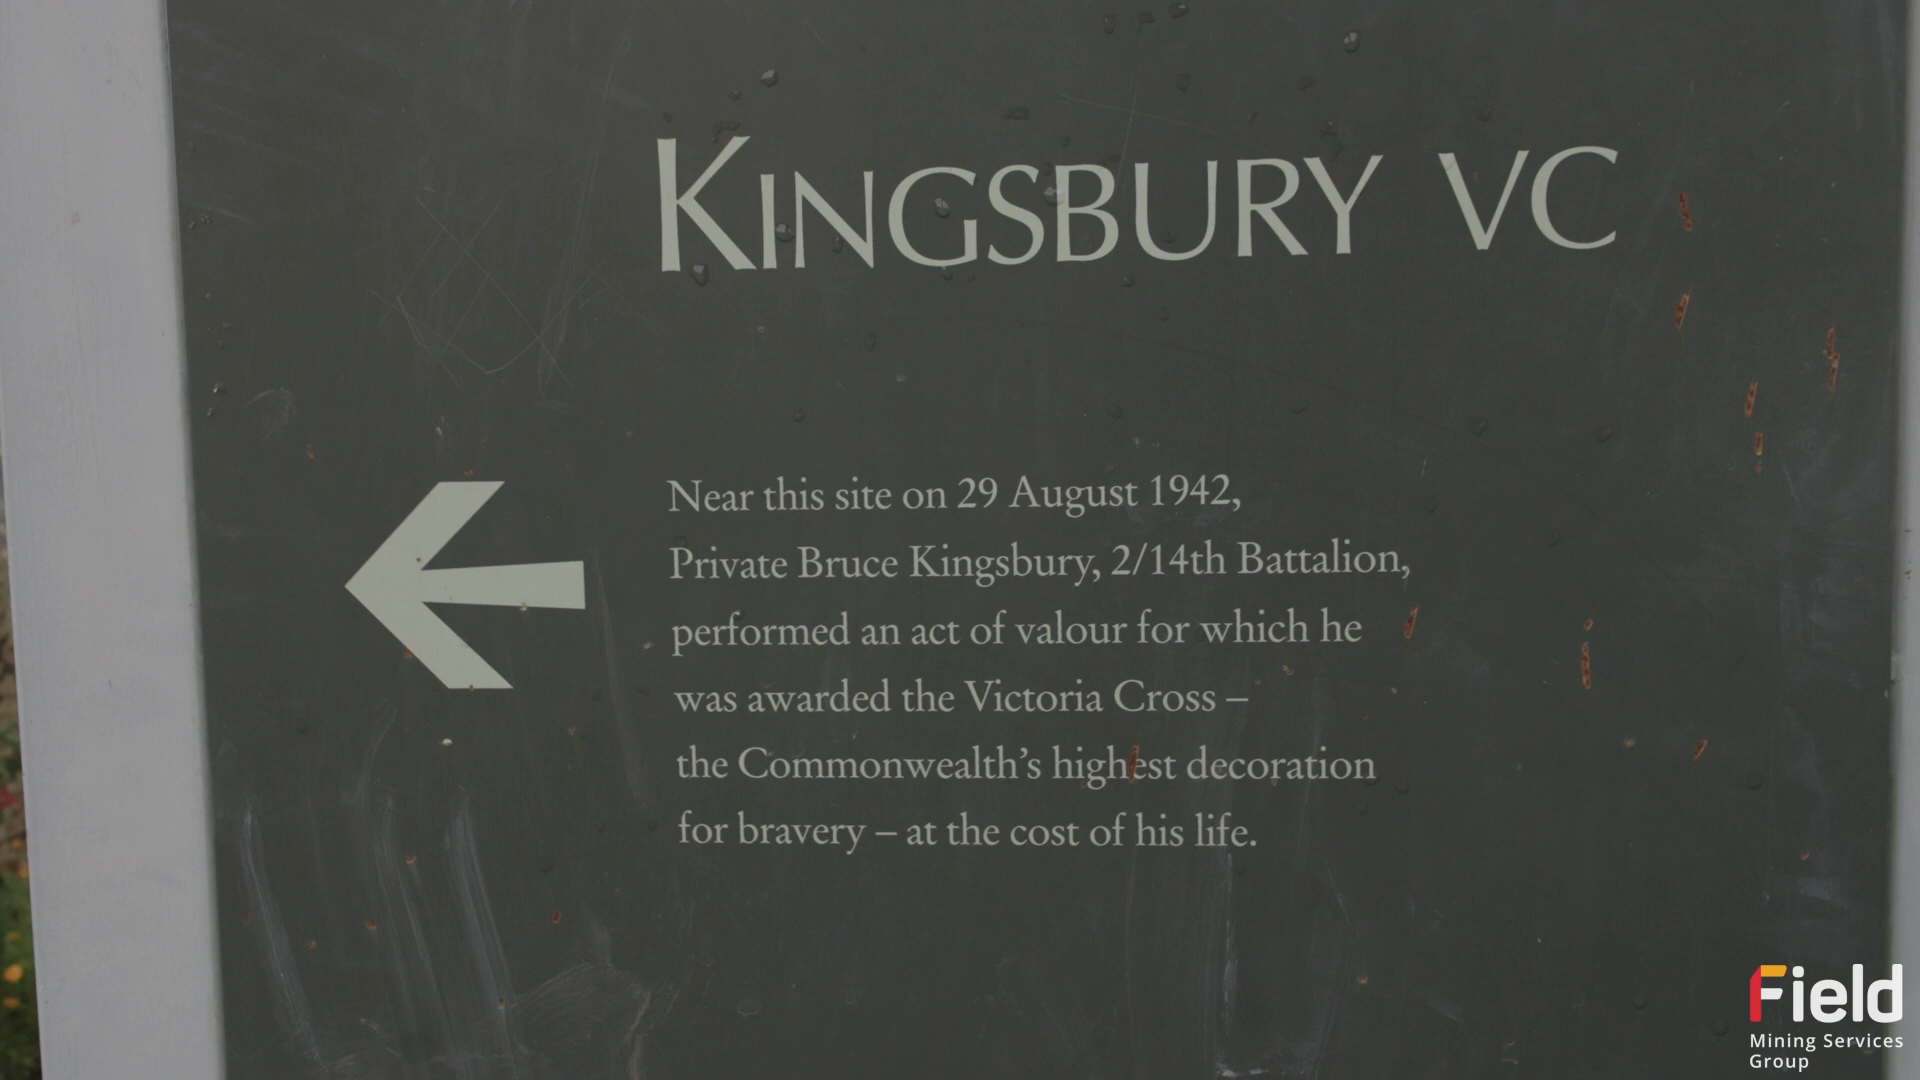 KINGSBURY VC
Near this site on 29 August 1942,
Private Bruce Kingsbury, 2/14th Battalion,
performed an act of valour for which he
was awarded the Victoria Cross –
the Commonwealth’s highest decoration
for bravery – at the cost of his life.
Field
Mining Services
Group